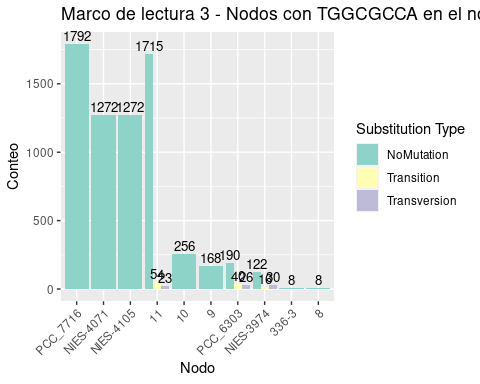 Marco de lectura 3 - Nodos con TGGCGCCA en el no
Conteo
1500
1000
500
0
1792
1272
1272
1715
54
23
256
168
190
40
26
122
16
30
8
8
PCC_7716
NIES-4071
NIES-4105
11
10
9
PCC_6303
NIES-3974
336-3
8
Nodo
Substitution Type
NoMutation
Transition
Transversion